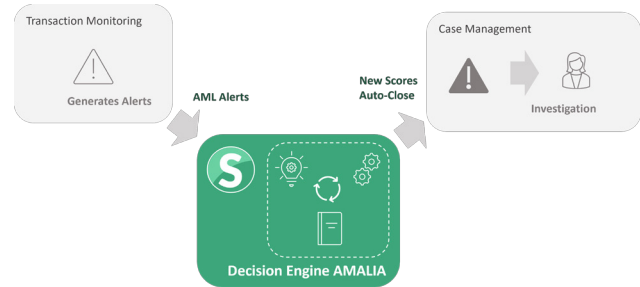 Transaction Monitoring
Generates Alerts
AML Alerts
New Scores
Auto-Close
Case Management
Investigation
S
Decision Engine AMALIA